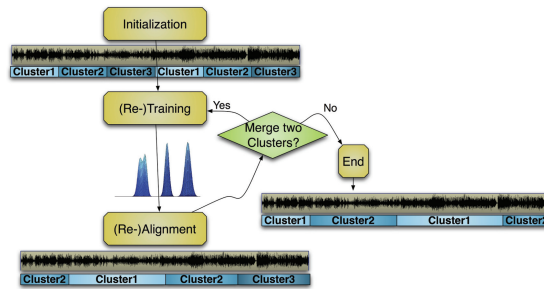 Initialization
Cluster1 Cluster2 Cluster3 Cluster1 Cluster2 Cluster3
(Re-)Training
Yes
No
Merge two
Clusters?
End
(Re-)Alignment
Cluster1 Cluster2 Cluster1 Cluster2
Cluster2 Cluster1 Cluster2 Cluster3